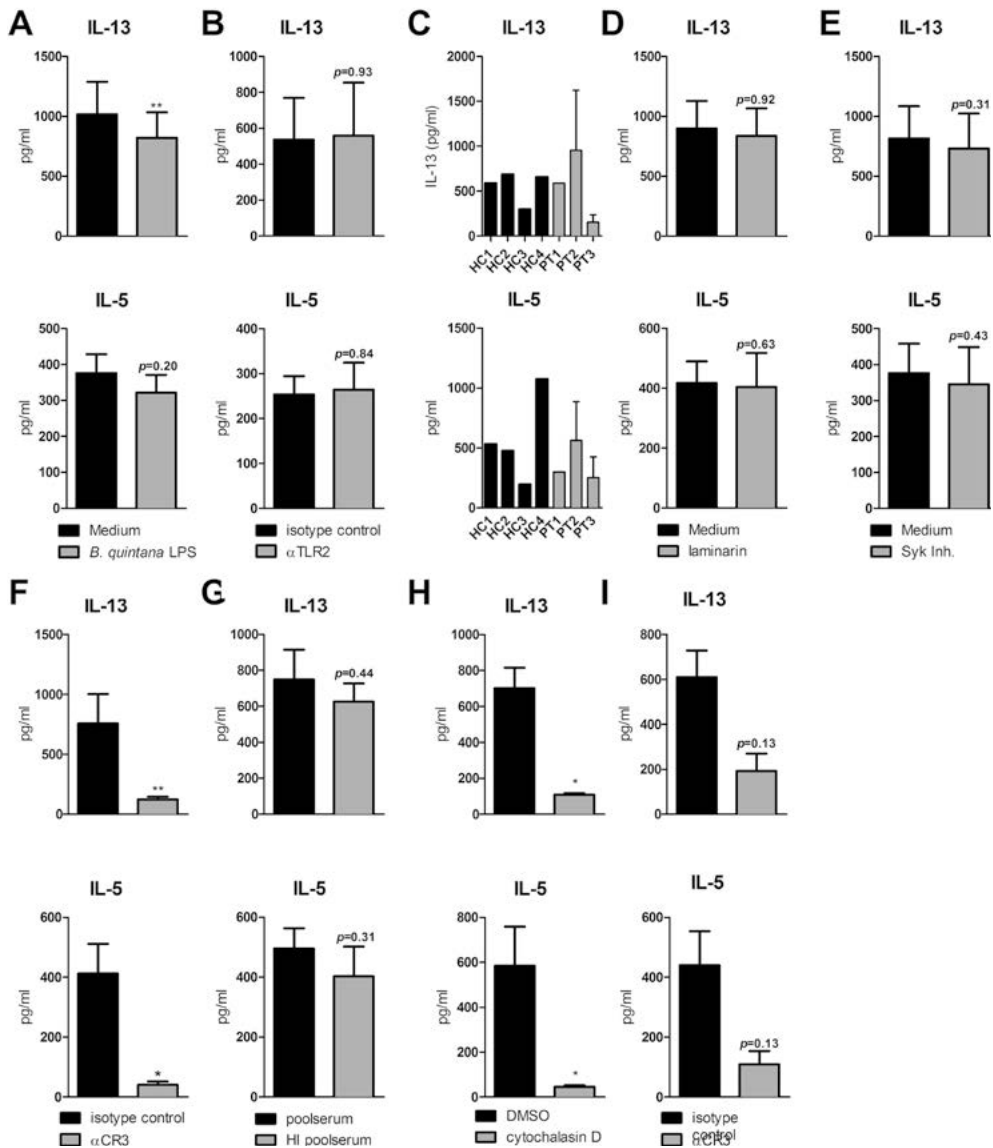 A
IL-13
1500
1000
500
0
pg/ml
**
B
IL-13
1000
800
600
400
200
0
p=0.93
C
IL-13
2000
1500
1000
500
0
IL-13 (pg/ml)
HC1
HC2
HC3
HC4
PT1
PT2
PT3
D
IL-13
1500
1000
500
0
pg/ml
p=0.92
E
IL-13
1500
1000
500
0
pg/ml
p=0.31
IL-5
500
400
300
200
100
0
pg/ml
p=0.20
Medium
B. quintana LPS
IL-5
400
300
200
100
0
pg/ml
p=0.84
isotype control
αTLR2
IL-5
1500
1000
500
0
HC1
HC2
HC3
HC4
PT1
PT2
PT3
IL-5
600
400
200
0
pg/ml
p=0.63
Medium
laminarin
IL-5
500
400
300
200
100
0
pg/ml
p=0.43
Medium
Syk Inh.
F
IL-13
1500
1000
500
0
pg/ml
**
G
IL-13
1000
800
600
400
200
0
pg/ml
p=0.44
H
IL-13
1000
800
600
400
200
0
pg/ml
*
I
IL-13
800
600
400
200
0
pg/ml
p=0.13
IL-5
600
400
200
0
pg/ml
*
isotype control
αCR3
IL-5
600
400
200
0
pg/ml
p=0.31
poolserum
HI poolserum
IL-5
800
600
400
200
0
pg/ml
*
DMSO
cytochalasin D
IL-5
600
400
200
0
pg/ml
p=0.13
isotype
control
αCR3